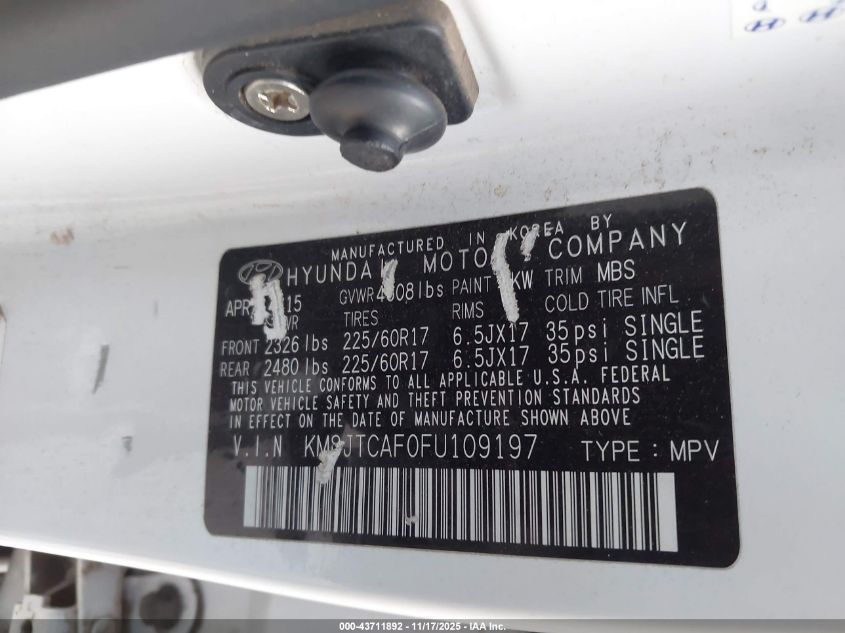 MANUFACTURED IN KOREA BY
HYUNDAI MOTOR COMPANY
APR 15 GVWR 4608lbs PAINT KW TRIM MBS
TIRES RIMS COLD TIRE INFL
FRONT 2326 lbs 225/60R17 6.5JX17 35psi SINGLE
REAR 2480 lbs 225/60R17 6.5JX17 35psi SINGLE
THIS VEHICLE CONFORMS TO ALL APPLICABLE U.S.A. FEDERAL
MOTOR VEHICLE SAFETY AND THEFT PREVENTION STANDARDS
IN EFFECT ON THE DATE OF MANUFACTURE SHOWN ABOVE
V.I.N KM8JTCAF0FU109197 TYPE : MPV
000-43711892 - 11/17/2025 - IAA Inc.